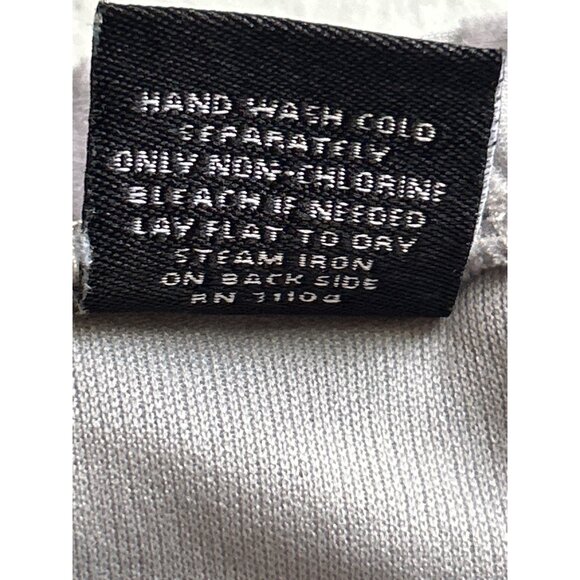 HAND WASH COLD
SEPARATELY
ONLY NON-CHLORINE
BLEACH IF NEEDED
LAY FLAT TO DRY
STEAM IRON
ON BACK SIDE
RN